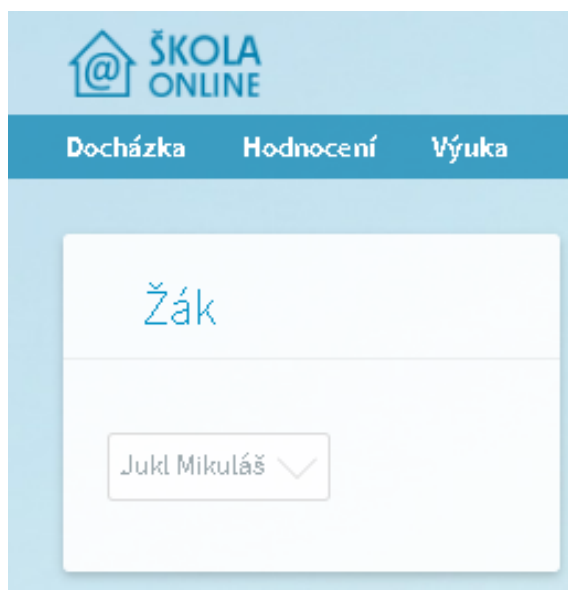 @ ŠKOLA
ONLINE
Docházka Hodnocení Výuka
Žák
Jukl Mikuláš